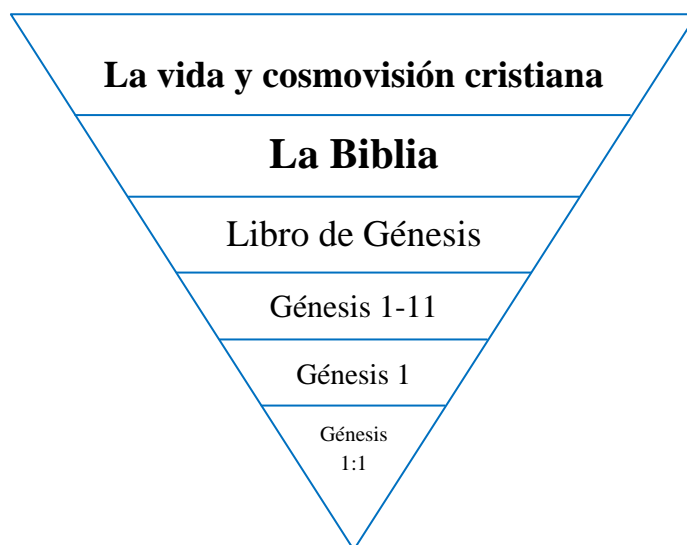 La vida y cosmovisión cristiana
La Biblia
Libro de Génesis
Génesis 1-11
Génesis 1
Génesis
1:1